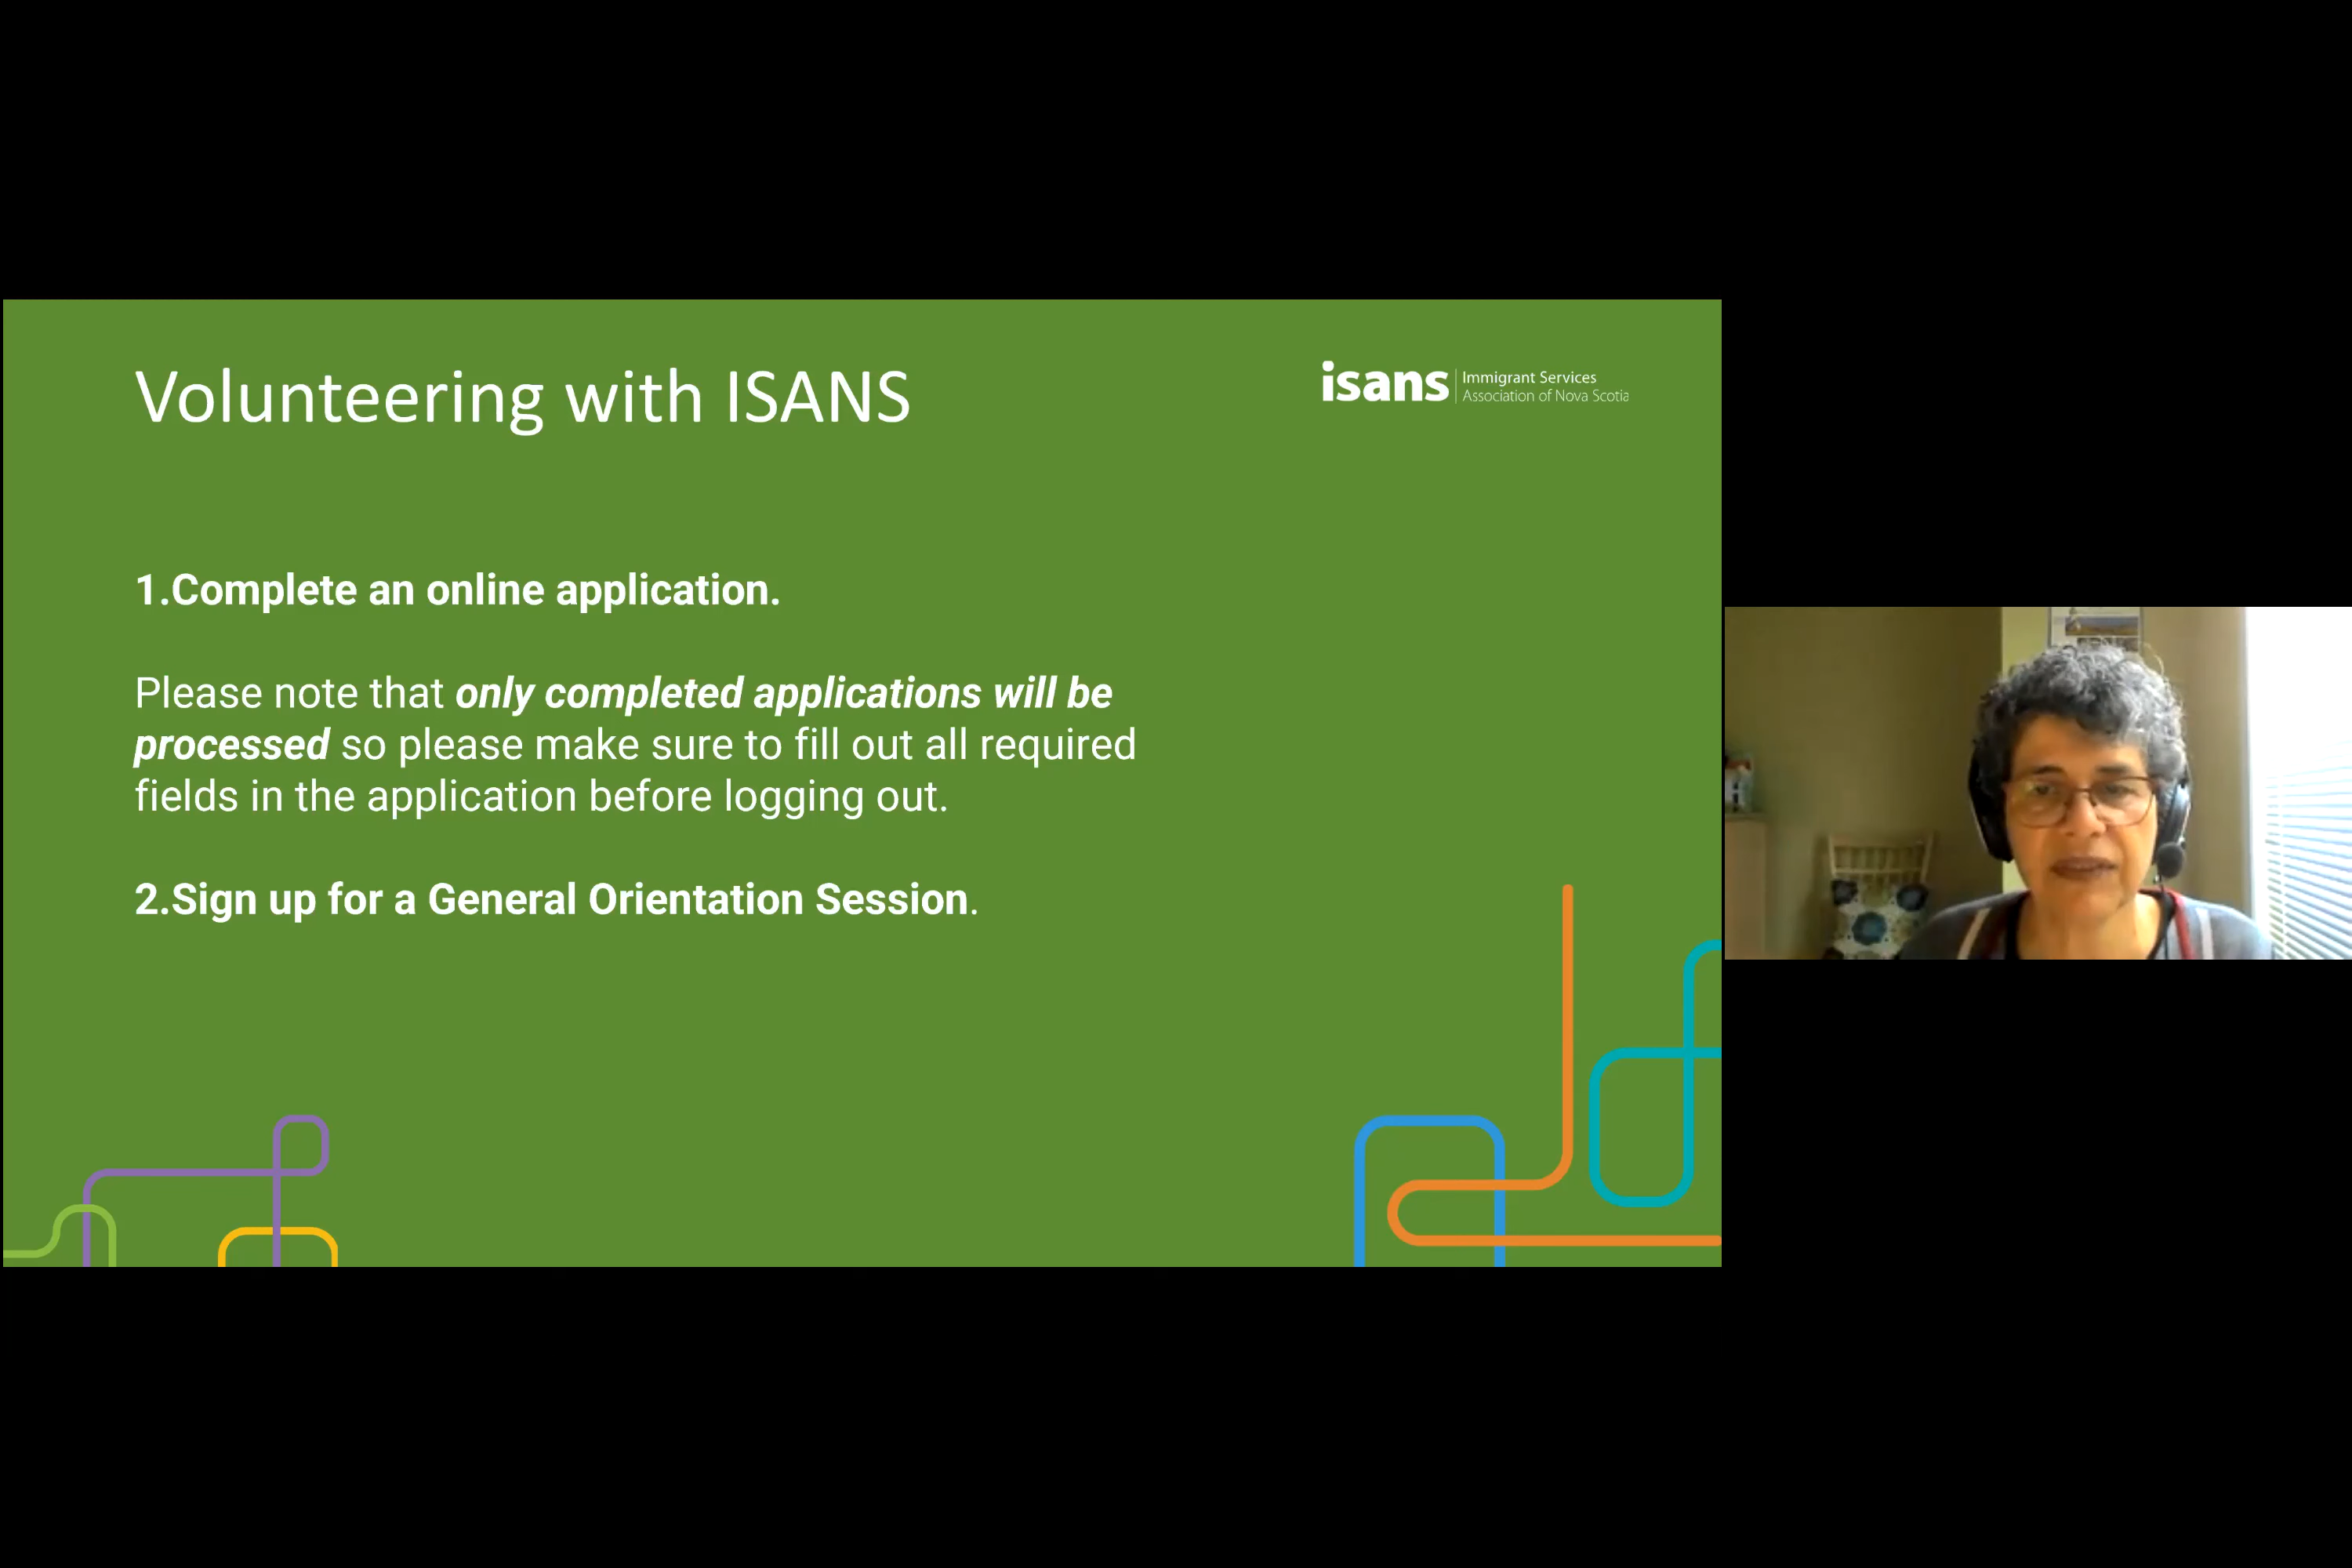 Volunteering with ISANS
isans Immigrant Services
Association of Nova Scotia
1.Complete an online application.
Please note that only completed applications will be
processed so please make sure to fill out all required
fields in the application before logging out.
2.Sign up for a General Orientation Session.